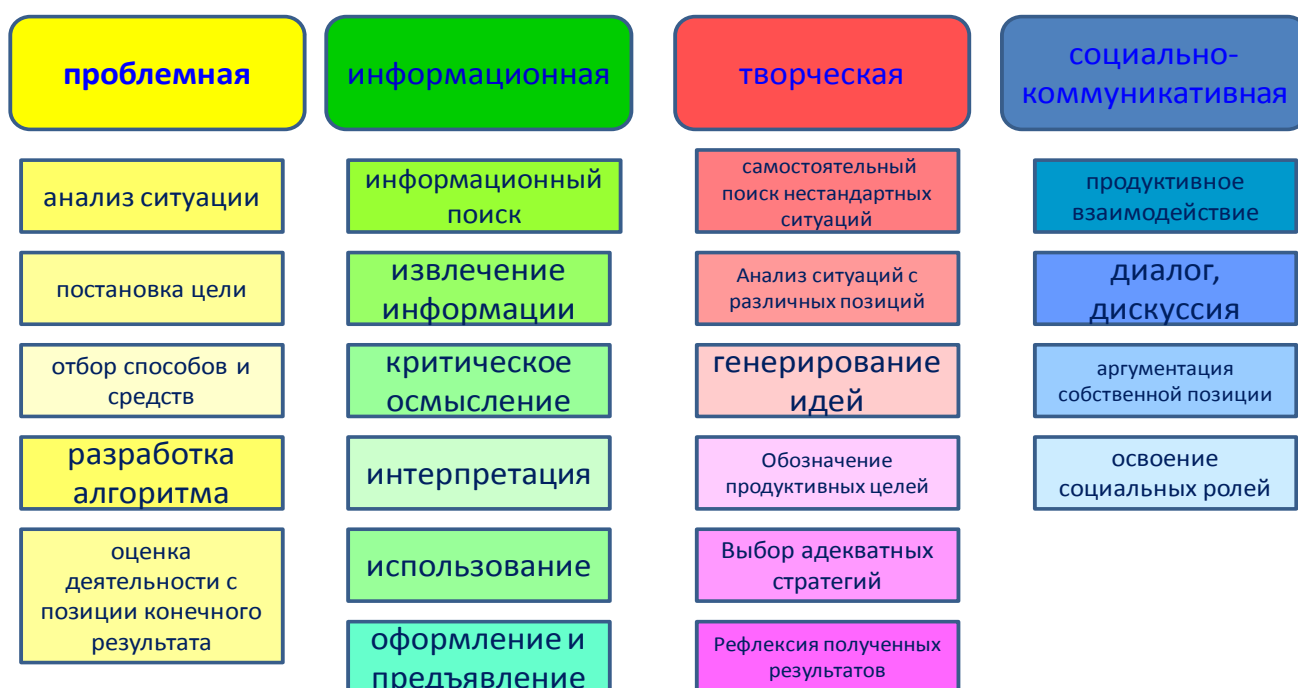 проблемная
анализ ситуации
постановка цели
отбор способов и
средств
разработка
алгоритма
оценка
деятельности с
позиции конечного
результата
информационная
информационный
поиск
извлечение
информации
критическое
осмысление
интерпретация
использование
оформление и
предъявление
творческая
самостоятельный
поиск нестандартных
ситуаций
Анализ ситуаций с
различных позиций
генерирование
идей
Обозначение
продуктивных целей
Выбор адекватных
стратегий
Рефлексия полученных
результатов
социально-
коммуникативная
продуктивное
взаимодействие
диалог,
дискуссия
аргументация
собственной позиции
освоение
социальных ролей